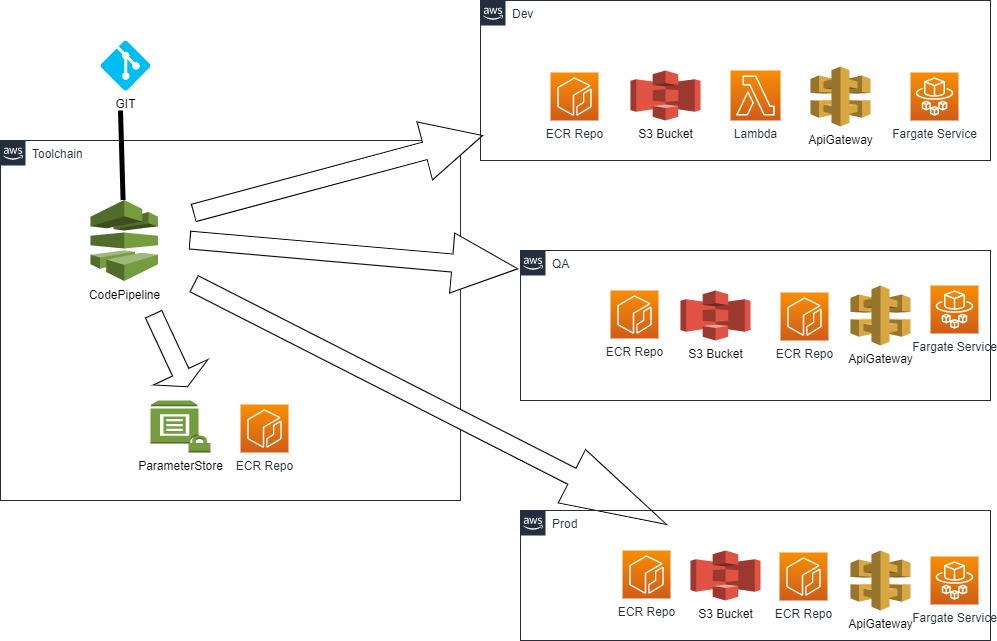 aws
Dev
ECR Repo
S3 Bucket
Lambda
ApiGateway
Fargate Service
GIT
aws
Toolchain
CodePipeline
ParameterStore
ECR Repo
aws
QA
ECR Repo
S3 Bucket
ECR Repo
ApiGateway
Fargate Service
aws
Prod
ECR Repo
S3 Bucket
ECR Repo
ApiGateway
Fargate Service